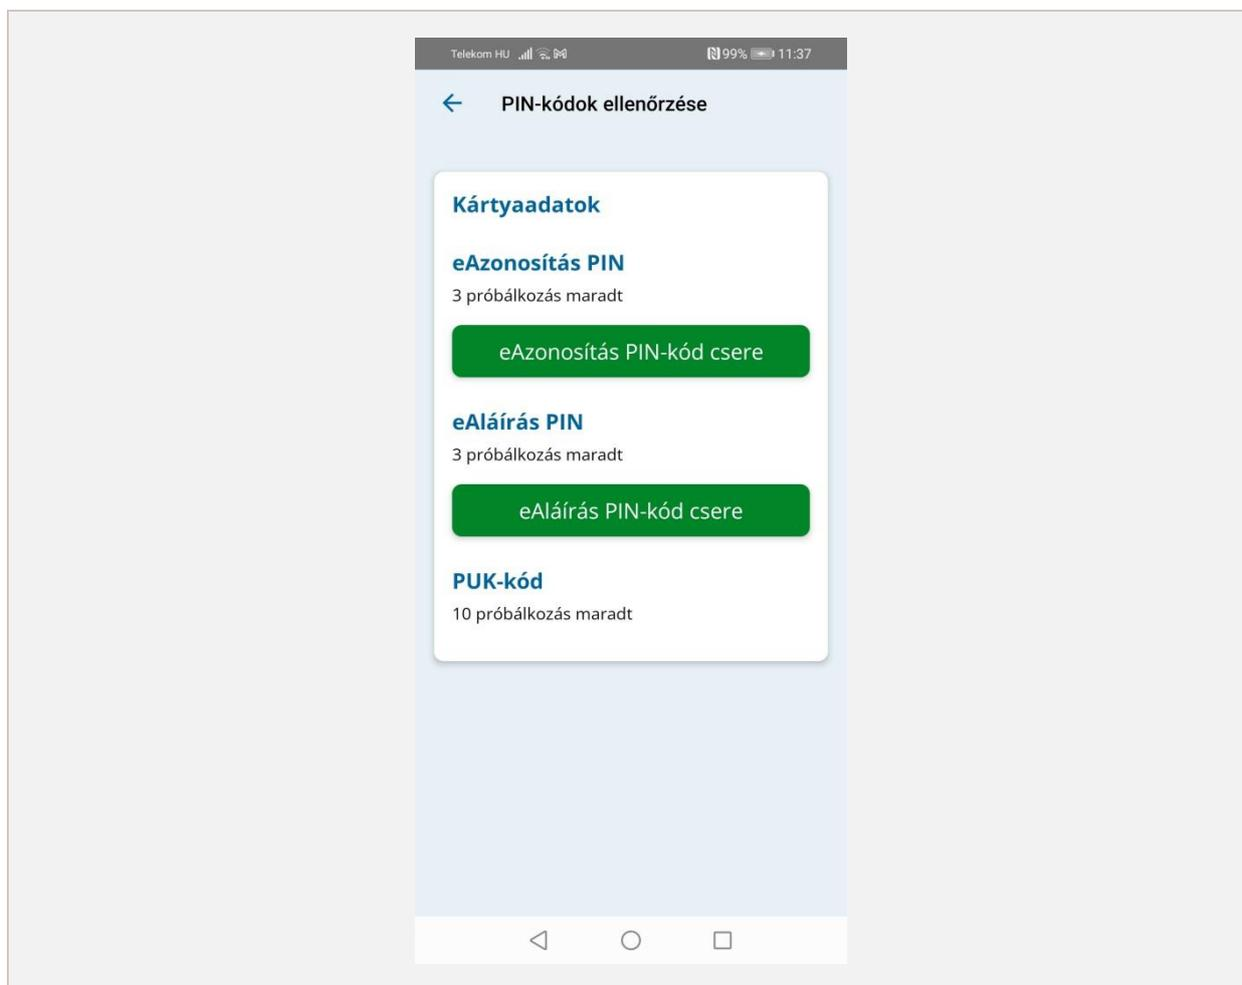 Telekom HU 99% 11:37
PIN-kódok ellenőrzése
Kártyaadatok
eAzonosítás PIN
3 próbálkozás maradt
eAzonosítás PIN-kód csere
eAláírás PIN
3 próbálkozás maradt
eAláírás PIN-kód csere
PUK-kód
10 próbálkozás maradt